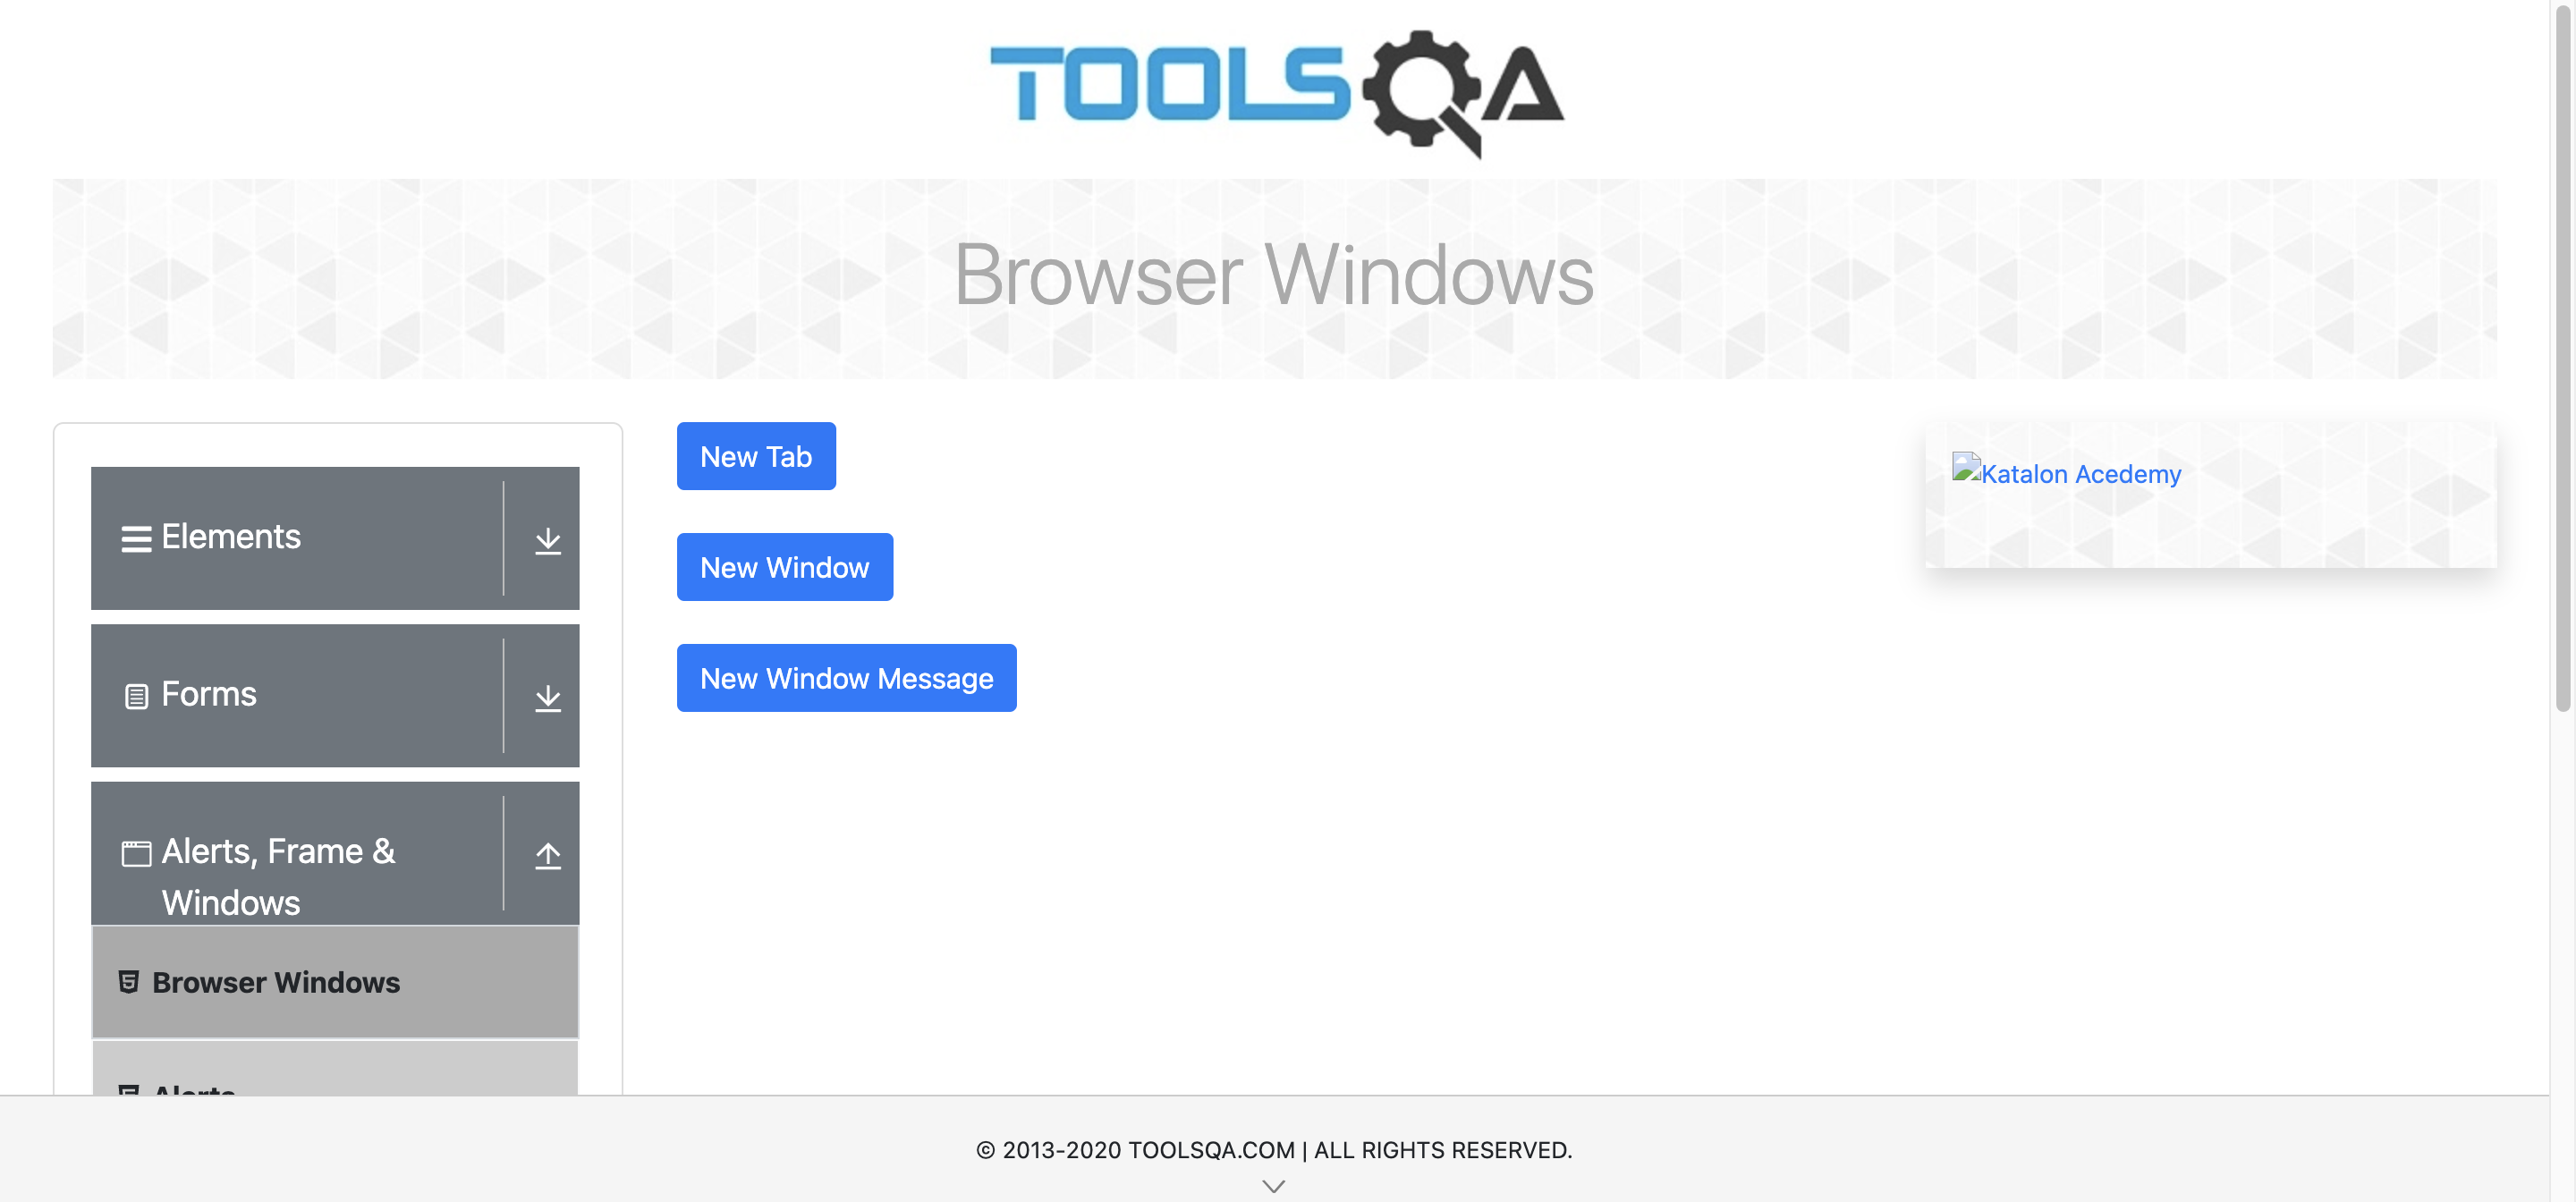 TOOLSQA
Browser Windows
Elements
Forms
Alerts, Frame &
Windows
Browser Windows
Alerts
New Tab
New Window
New Window Message
Katalon Acedemy
© 2013-2020 TOOLSQA.COM | ALL RIGHTS RESERVED.